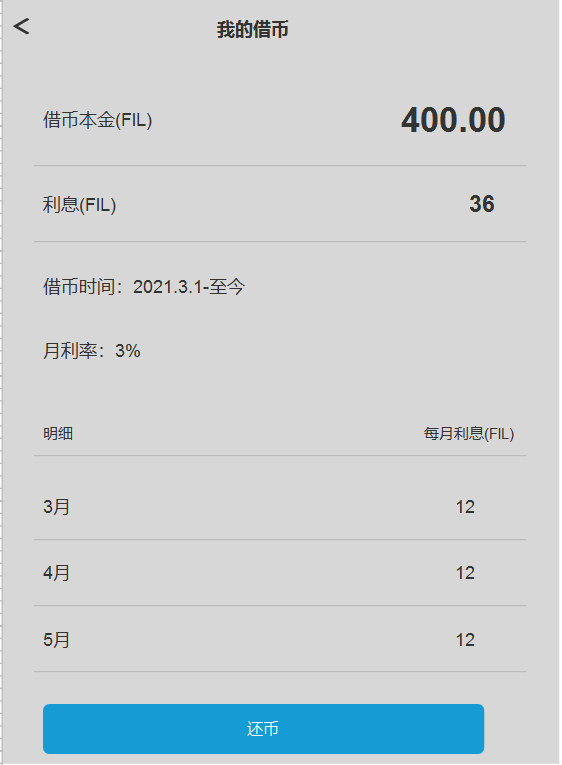 我的借币
借币本金(FIL) 400.00
利息(FIL) 36
借币时间：2021.3.1-至今
月利率：3%
明细 每月利息(FIL)
3月 12
4月 12
5月 12
还币